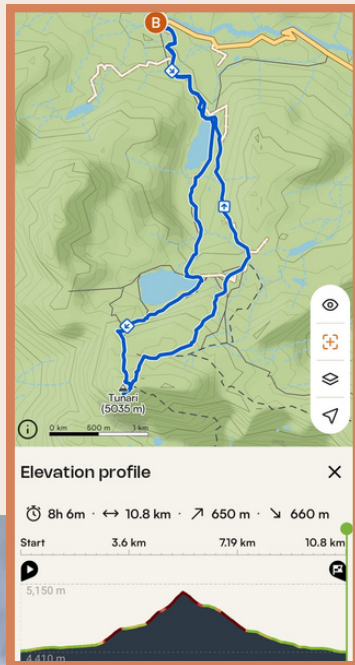 B
Tunari
(5035 m)
0 km 500 m 1 km
Elevation profile
8h 6m · 10.8 km · 650 m · 660 m
Start 3.6 km 7.19 km 10.8 km
5,150 m
4,410 m